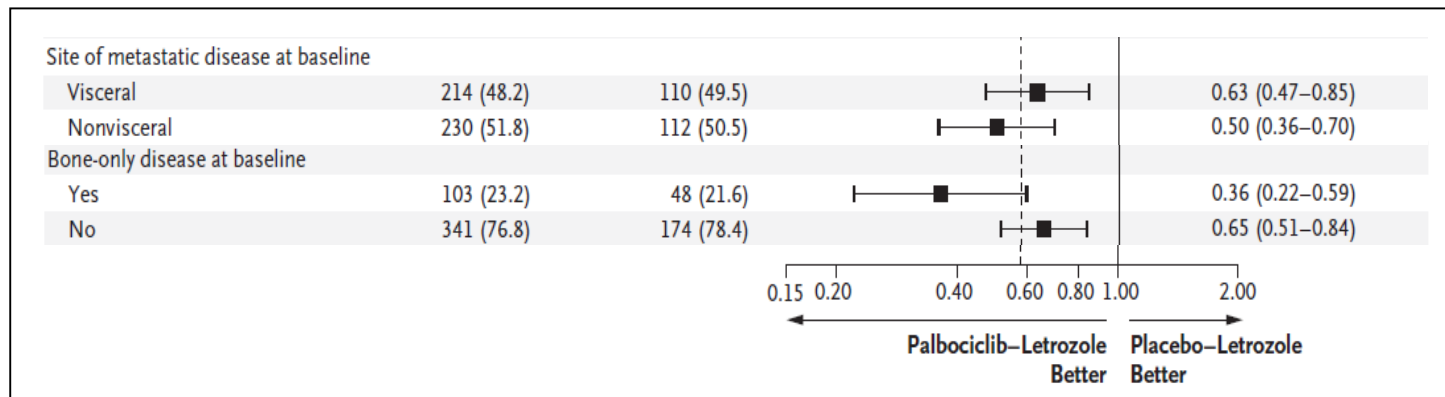 Site of metastatic disease at baseline
Visceral 214 (48.2) 110 (49.5) 0.63 (0.47–0.85)
Nonvisceral 230 (51.8) 112 (50.5) 0.50 (0.36–0.70)
Bone-only disease at baseline
Yes 103 (23.2) 48 (21.6) 0.36 (0.22–0.59)
No 341 (76.8) 174 (78.4) 0.65 (0.51–0.84)
0.15 0.20 0.40 0.60 0.80 1.00 2.00
Palbociclib–Letrozole Placebo–Letrozole
Better Better